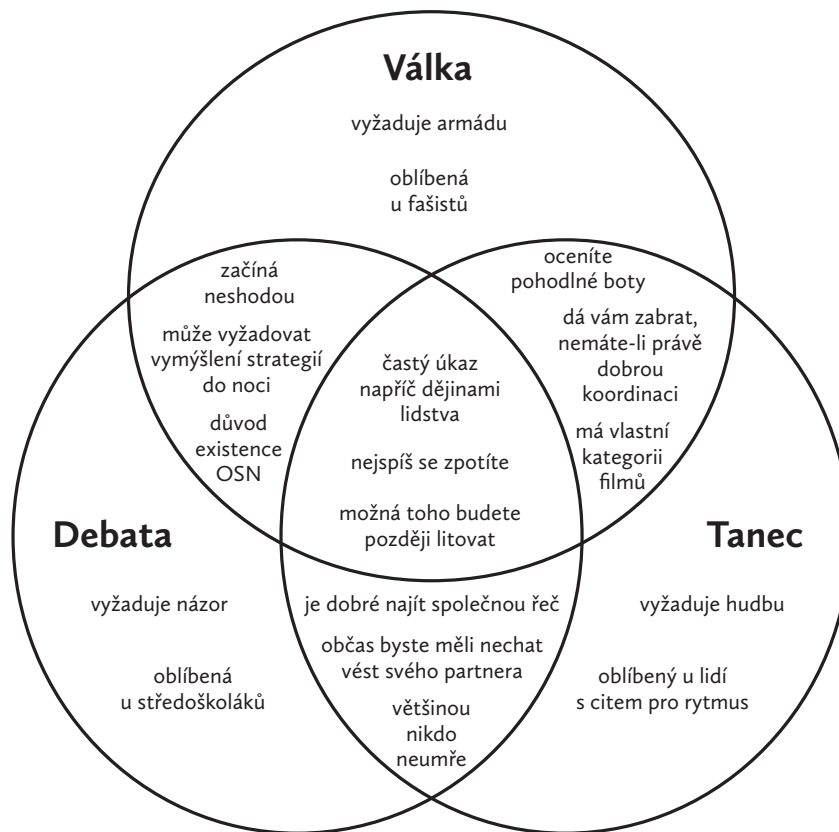 Válka
vyžaduje armádu
oblíbená
u fašistů
začíná
neshodou
může vyžadovat
vymýšlení strategií
do noci
důvod
existence
OSN
oceníte
pohodlné boty
dá vám zabrat,
nemáte-li právě
dobrou
koordinaci
má vlastní
kategorii
filmů
častý úkaz
napříč dějinami
lidstva
nejspíš se zpotíte
možná toho budete
později litovat
Debata
vyžaduje názor
oblíbená
u středoškoláků
je dobré najít společnou řeč
občas byste měli nechat
vést svého partnera
většinou
nikdo
neumře
Tanec
vyžaduje hudbu
oblíbený u lidí
s citem pro rytmus